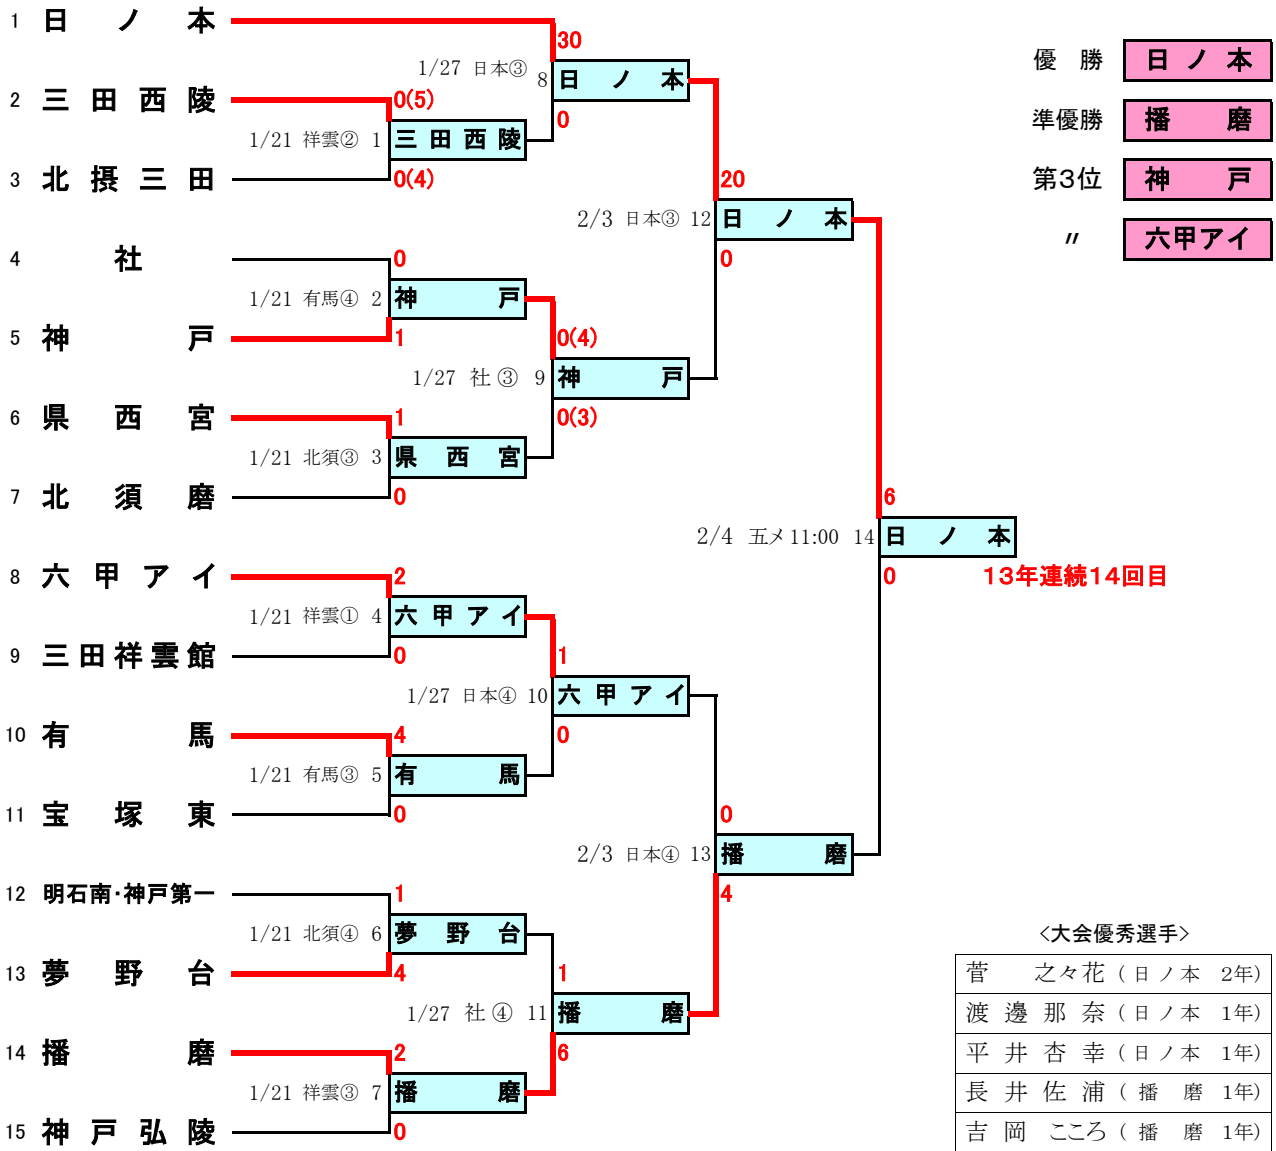 1 日ノ本
30
1/27 日本③ 8 日ノ本
0
2 三田西陵
0(5)
1/21 祥雲② 1 三田西陵
3 北摂三田
0(4)
20
2/3 日本③ 12 日ノ本
0
4 社
0
1/21 有馬④ 2 神戸
5 神戸
1
0(4)
1/27 社③ 9 神戸
0(3)
6 県西宮
1
1/21 北須③ 3 県西宮
7 北須磨
0
6
2/4 五メ11:00 14 日ノ本
0
13年連続14回目
8 六甲アイ
2
1/21 祥雲① 4 六甲アイ
9 三田祥雲館
0
1
1/27 日本④ 10 六甲アイ
0
10 有馬
4
1/21 有馬③ 5 有馬
11 宝塚東
0
0
2/3 日本④ 13 播磨
4
12 明石南・神戸第一
1
1/21 北須④ 6 夢野台
13 夢野台
4
1
1/27 社④ 11 播磨
6
14 播磨
2
1/21 祥雲③ 7 播磨
15 神戸弘陵
0
優勝 日ノ本
準優勝 播磨
第3位 神戸
〃 六甲アイ
<大会優秀選手>
菅 之々花 (日ノ本 2年)
渡邊那奈 (日ノ本 1年)
平井杏幸 (日ノ本 1年)
長井佐浦 (播磨 1年)
吉岡 こころ (播磨 1年)